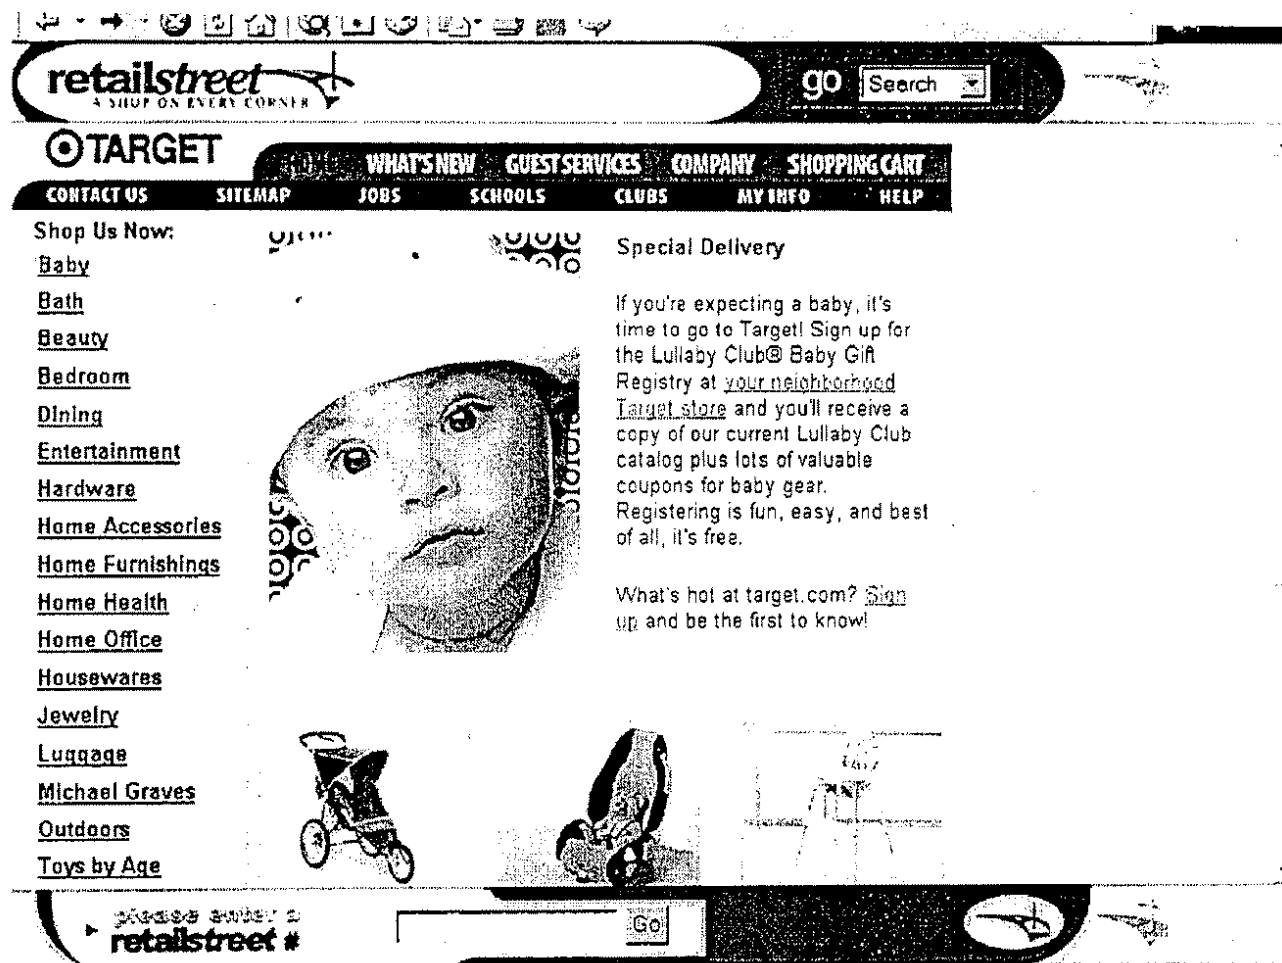 retailstreet
A SHOP ON EVERY CORNER
go Search
TARGET
HOME WHAT'S NEW GUEST SERVICES COMPANY SHOPPING CART
CONTACT US SITEMAP JOBS SCHOOLS CLUBS MY INFO HELP
Shop Us Now:
Baby
Bath
Beauty
Bedroom
Dining
Entertainment
Hardware
Home Accessories
Home Furnishings
Home Health
Home Office
Housewares
Jewelry
Luggage
Michael Graves
Outdoors
Toys by Age
Special Delivery
If you're expecting a baby, it's
time to go to Target! Sign up for
the Lullaby Club® Baby Gift
Registry at your neighborhood
Target store and you'll receive a
copy of our current Lullaby Club
catalog plus lots of valuable
coupons for baby gear.
Registering is fun, easy, and best
of all, it's free.
What's hot at target.com? Sign
up and be the first to know!
please enter a
retailstreet #
Go